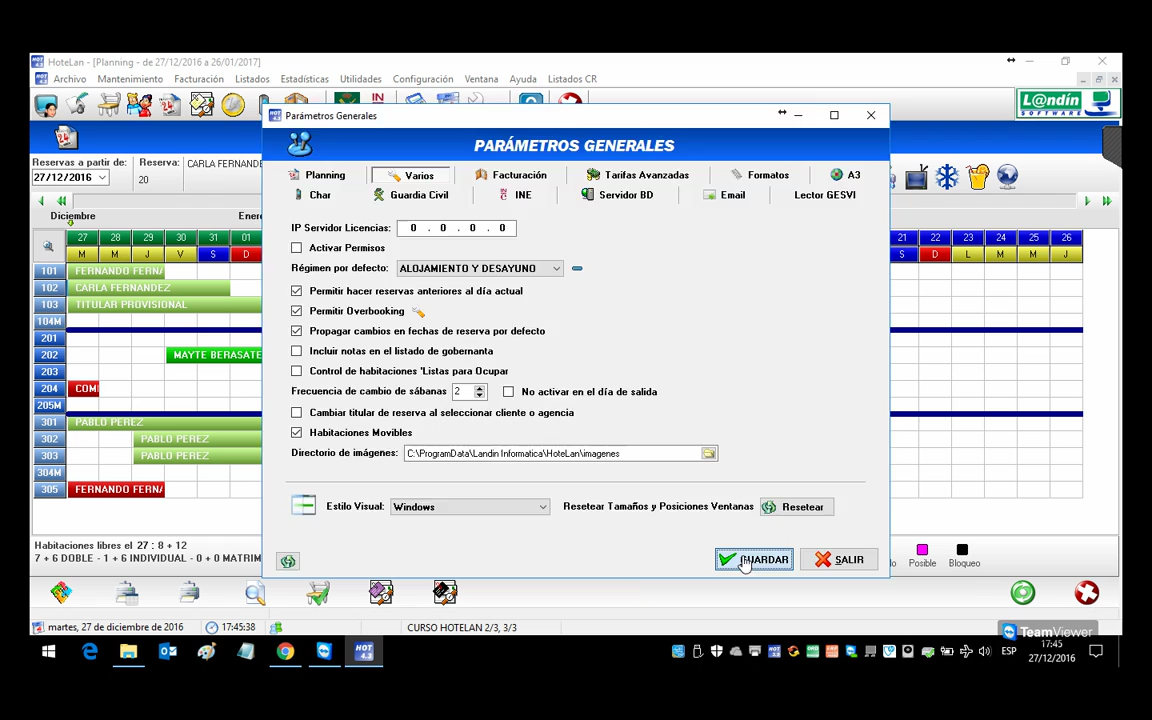 HoteLan - [Planning - de 27/12/2016 a 26/01/2017]
Archivo Mantenimiento Facturación Listados Estadísticas Utilidades Configuración Ventana Ayuda Listados CR
Parámetros Generales
L@ndín
SOFTWARE
PARÁMETROS GENERALES
Reservas a partir de: Reserva: CARLA FERNANDE
27/12/2016 20
Planning Varios Facturación Tarifas Avanzadas Formatos A3
Char Guardia Civil INE Servidor BD Email Lector GESVI
Diciembre Ener
27 28 29 30 31 01 21 22 23 24 25 26
M M J V S D S D L M M J
IP Servidor Licencias: 0 . 0 . 0 . 0
Activar Permisos
Régimen por defecto: ALOJAMIENTO Y DESAYUNO
Permitir hacer reservas anteriores al día actual
Permitir Overbooking
Propagar cambios en fechas de reserva por defecto
Incluir notas en el listado de gobernanta
Control de habitaciones 'Listas para Ocupar
Frecuencia de cambio de sábanas 2 No activar en el día de salida
Cambiar titular de reserva al seleccionar cliente o agencia
Habitaciones Movibles
Directorio de imágenes: C:\ProgramData\Landin Informatica\HoteLan\imagenes
Estilo Visual: Windows Resetear Tamaños y Posiciones Ventanas Resetear
GUARDAR SALIR
101 FERNANDO FERN
102 CARLA FERNANDEZ
103 TITULAR PROVISIONAL
104M
201
202 MAYTE BERASATE
203
204 COM
205M
301 PABLO PEREZ
302 PABLO PEREZ
303 PABLO PEREZ
304M
305 FERNANDO FERN
Habitaciones libres el 27 : 8 + 12
7 + 6 DOBLE - 1 + 6 INDIVIDUAL - 0 + 0 MATRIM
Posible Bloqueo
martes, 27 de diciembre de 2016 17:45:38 CURSO HOTELAN 2/3, 3/3
TeamViewer
HOT
4.3
ESP
17:45
27/12/2016